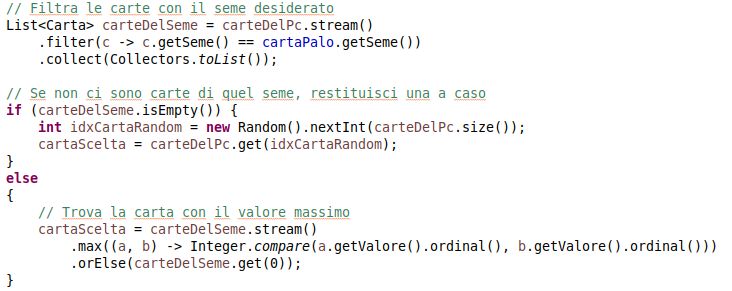 // Filtra le carte con il seme desiderato
List<Carta> carteDelSeme = carteDelPc.stream()
    .filter(c -> c.getSeme() == cartaPalo.getSeme())
    .collect(Collectors.toList());

// Se non ci sono carte di quel seme, restituisci una a caso
if (carteDelSeme.isEmpty()) {
    int idxCartaRandom = new Random().nextInt(carteDelPc.size());
    cartaScelta = carteDelPc.get(idxCartaRandom);
}
else
{
    // Trova la carta con il valore massimo
    cartaScelta = carteDelSeme.stream()
        .max((a, b) -> Integer.compare(a.getValore().ordinal(), b.getValore().ordinal()))
        .orElse(carteDelSeme.get(0));
}